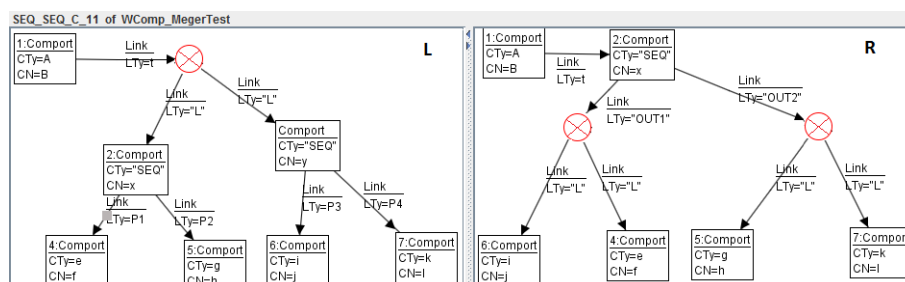 SEQ_SEQ_C_11 of WComp_MegerTest
L
1:Comport
CTy=A
CN=B
Link
LTy=t
Link
LTy="L"
Link
LTy="L"
2:Comport
CTy="SEQ"
CN=x
Comport
CTy="SEQ"
CN=y
Link
LTy=P1
Link
LTy=P2
Link
LTy=P3
Link
LTy=P4
4:Comport
CTy=e
CN=f
5:Comport
CTy=g
CN=h
6:Comport
CTy=i
CN=j
7:Comport
CTy=k
CN=l
R
1:Comport
CTy=A
CN=B
Link
LTy=t
2:Comport
CTy="SEQ"
CN=x
Link
LTy="OUT1"
Link
LTy="OUT2"
Link
LTy="L"
Link
LTy="L"
Link
LTy="L"
Link
LTy="L"
6:Comport
CTy=i
CN=j
4:Comport
CTy=e
CN=f
5:Comport
CTy=g
CN=h
7:Comport
CTy=k
CN=l